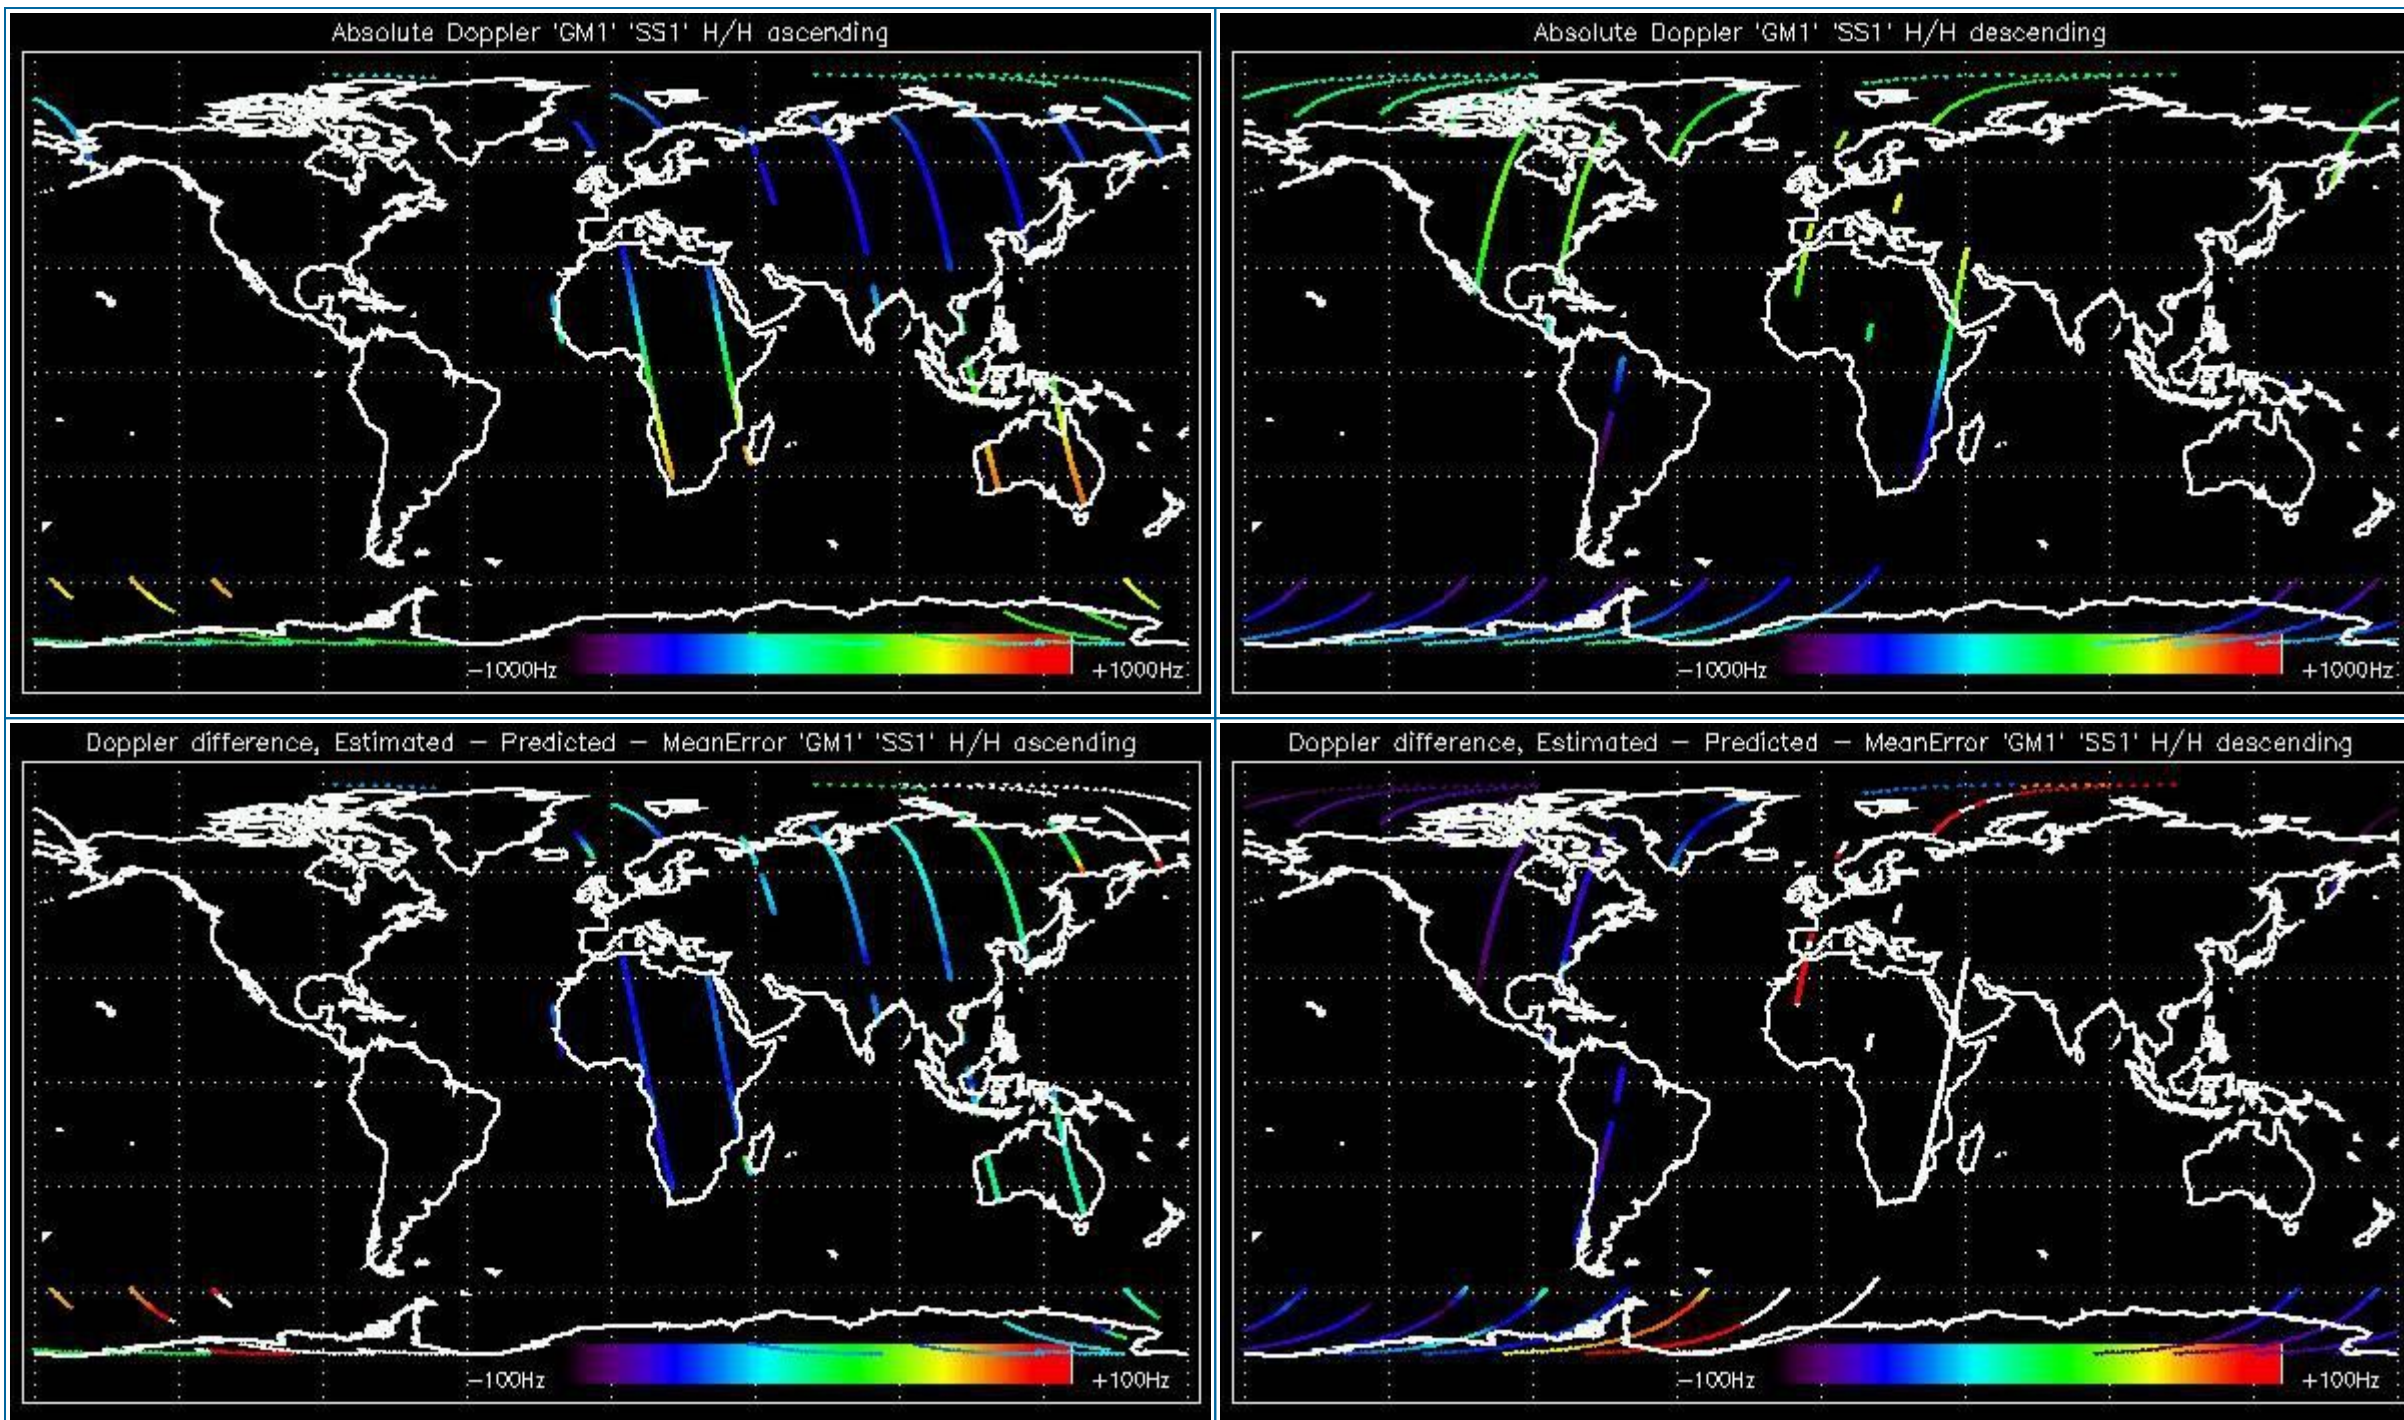 Absolute Doppler 'GM1' 'SS1' H/H ascending
−1000Hz
+1000Hz
Absolute Doppler 'GM1' 'SS1' H/H descending
−1000Hz
+1000Hz
Doppler difference, Estimated − Predicted − MeanError 'GM1' 'SS1' H/H ascending
−100Hz
+100Hz
Doppler difference, Estimated − Predicted − MeanError 'GM1' 'SS1' H/H descending
−100Hz
+100Hz